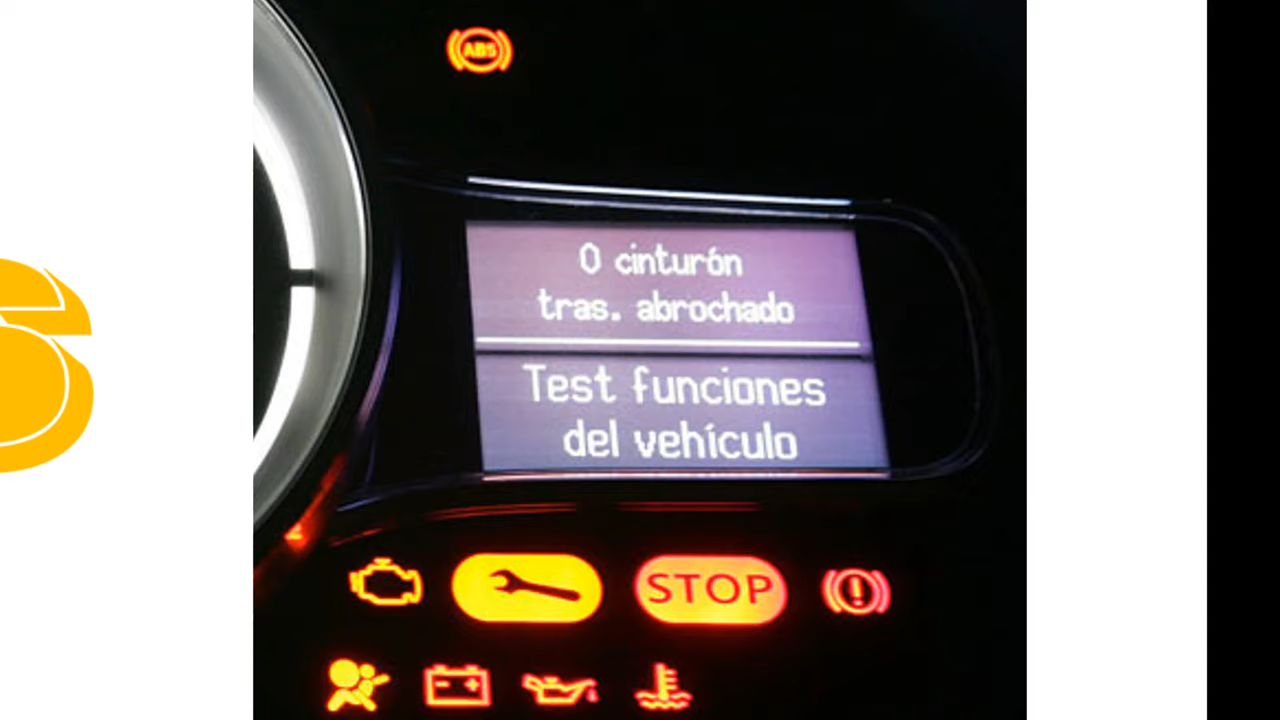 ABS
0 cinturón
tras. abrochado
Test funciones
del vehículo
STOP